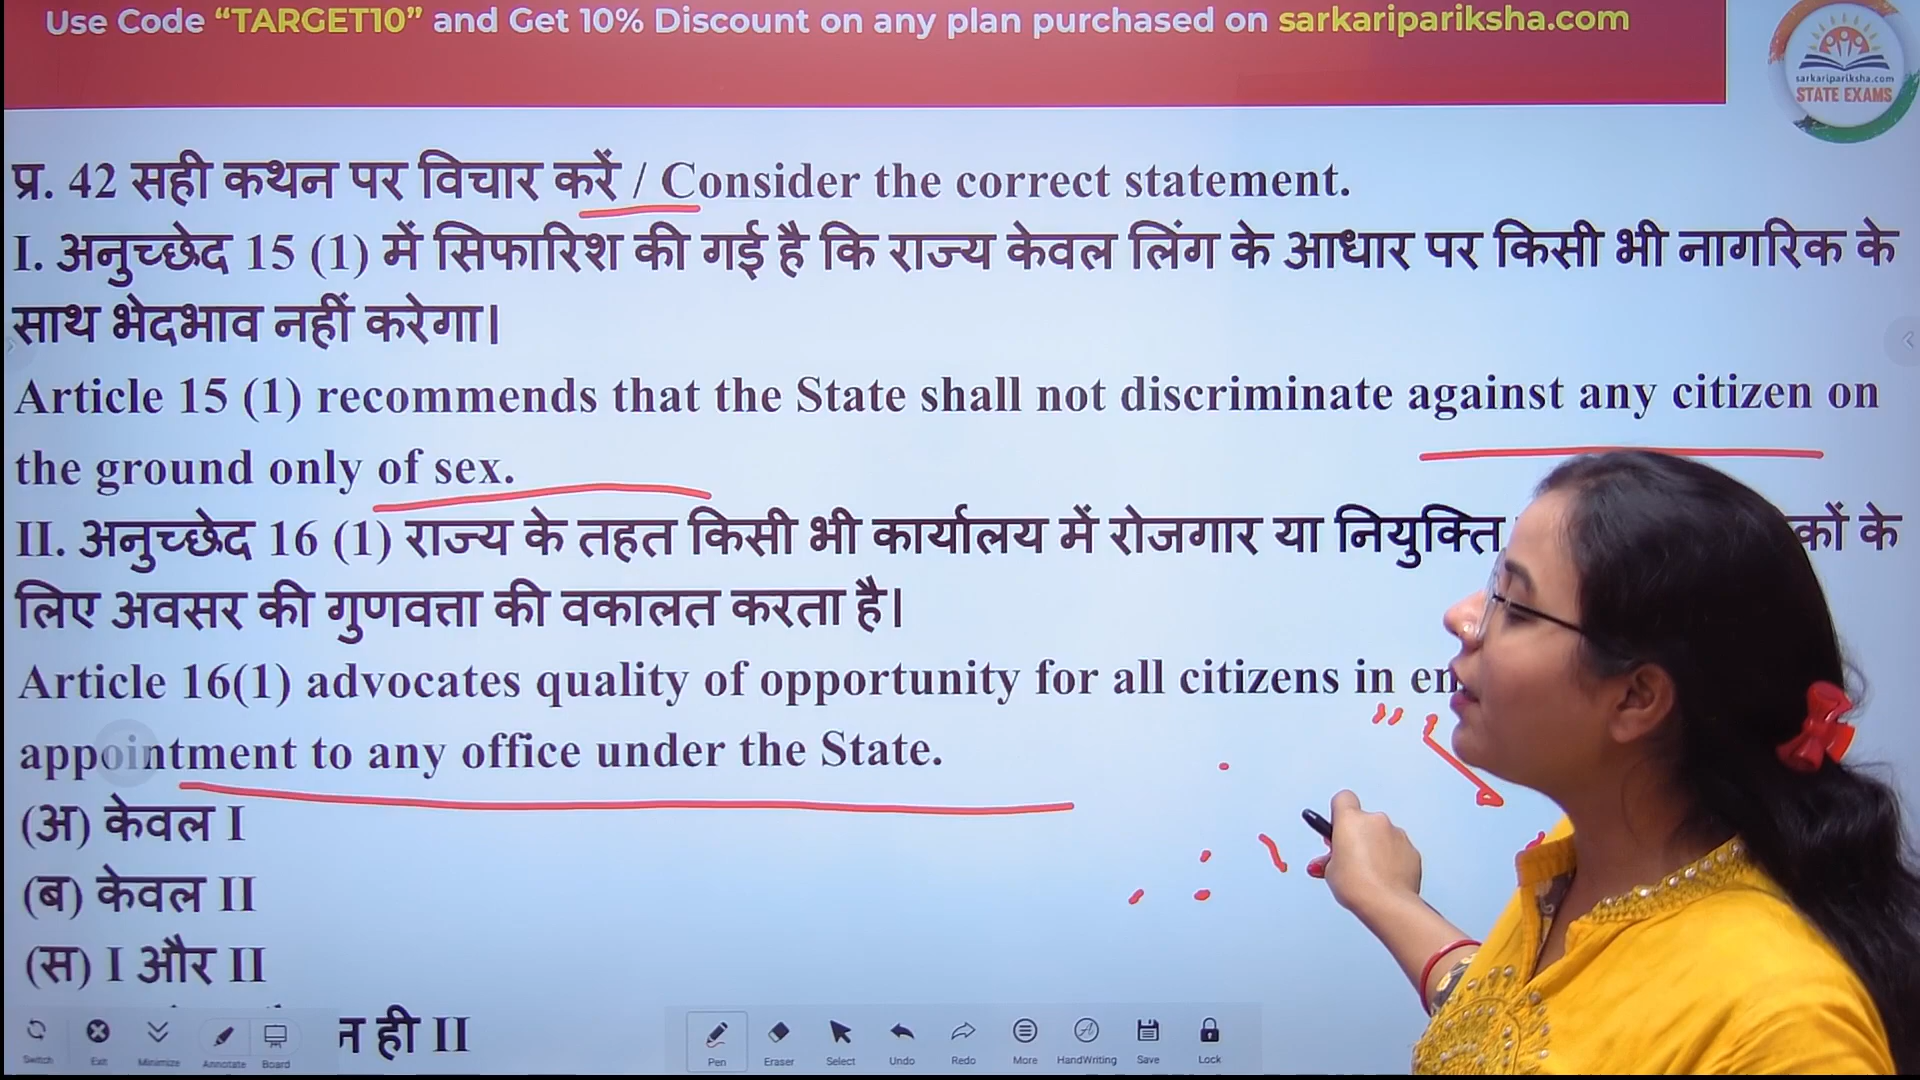 Use Code “TARGET10” and Get 10% Discount on any plan purchased on sarkaripariksha.com
sarkaripariksha.com
STATE EXAMS
प्र. 42 सही कथन पर विचार करें / Consider the correct statement.
I. अनुच्छेद 15 (1) में सिफारिश की गई है कि राज्य केवल लिंग के आधार पर किसी भी नागरिक के
साथ भेदभाव नहीं करेगा।
Article 15 (1) recommends that the State shall not discriminate against any citizen on
the ground only of sex.
II. अनुच्छेद 16 (1) राज्य के तहत किसी भी कार्यालय में रोजगार या नियुक्ति कों के
लिए अवसर की गुणवत्ता की वकालत करता है।
Article 16(1) advocates quality of opportunity for all citizens in
appointment to any office under the State.
(अ) केवल I
(ब) केवल II
(स) I और II
न ही II
Switch Exit Minimize Annotate Board Pen Eraser Select Undo Redo More HandWriting Save Lock